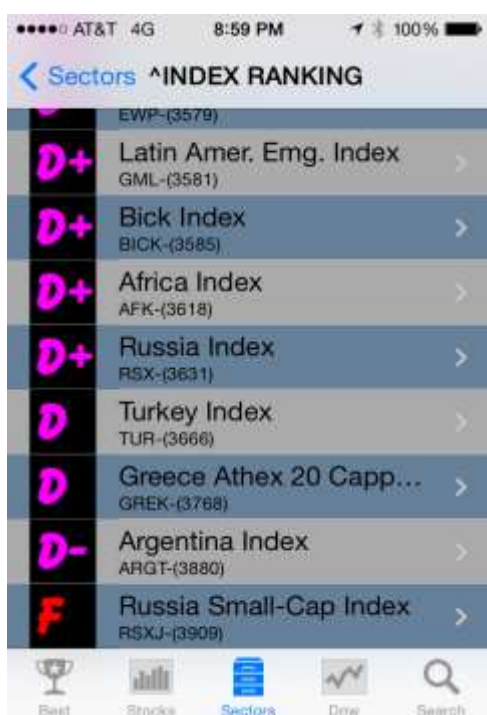 AT&T 4G 8:59 PM 100%
Sectors ^INDEX RANKING
EWP-(3579)
D+ Latin Amer. Emg. Index
GML-(3581)
D+ Bick Index
BICK-(3585)
D+ Africa Index
AFK-(3618)
D+ Russia Index
RSX-(3631)
D Turkey Index
TUR-(3666)
D Greece Athex 20 Capp...
GREK-(3768)
D- Argentina Index
ARGT-(3880)
F Russia Small-Cap Index
RSXJ-(3909)
Best Stocks Sectors Dow Search